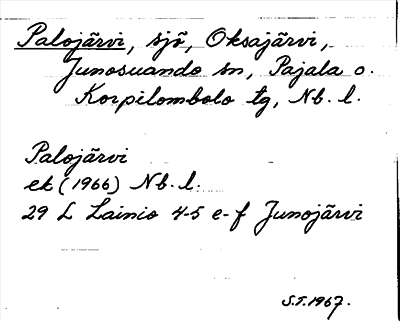 Palojärvi, sjö, Oksajärvi,
Junosuando sn, Pajala o.
Korpilombolo tg, Nb. l.
Palojärvi
ek (1966) Nb. l.
29 L Lainio 4-5 e-f Junojärvi
S.T. 1967.